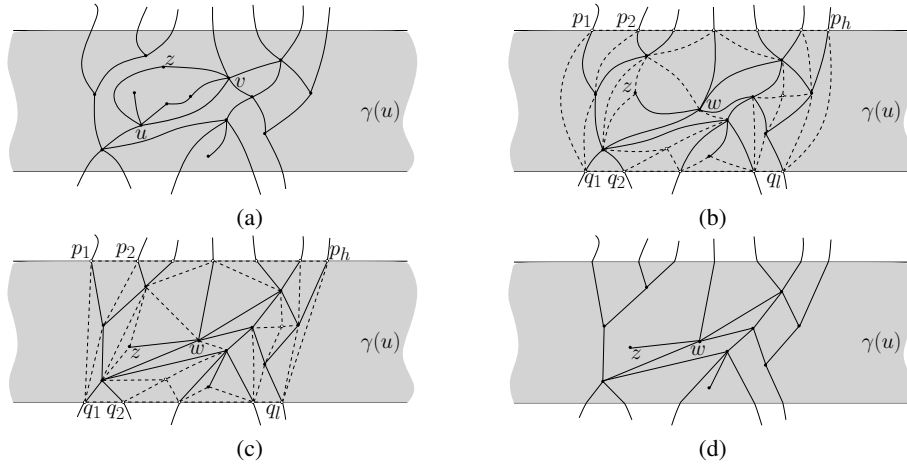 z
v
u
γ(u)
(a)
p₁ p₂ pₕ
z
w
γ(u)
q₁ q₂ qₗ
(b)
p₁ p₂ pₕ
γ(u)
z w
q₁ q₂ qₗ
(c)
γ(u)
z w
(d)